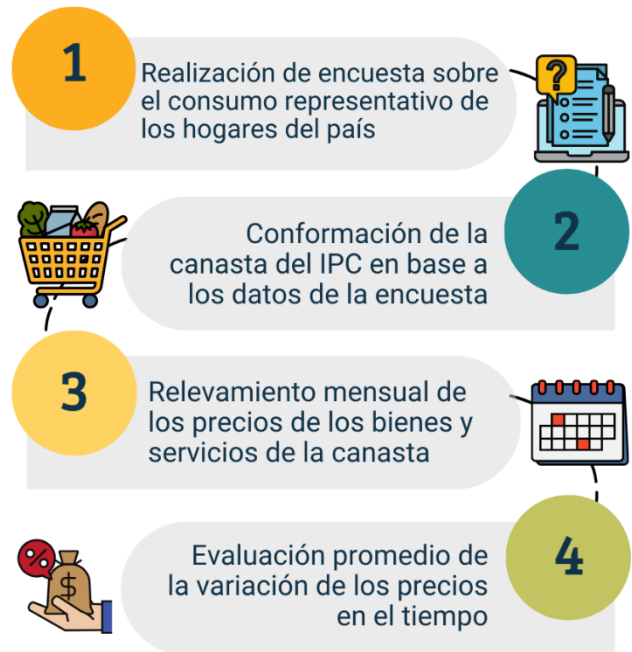 1
Realización de encuesta sobre
el consumo representativo de
los hogares del país
?
2
Conformación de la
canasta del IPC en base a
los datos de la encuesta
3
Relevamiento mensual de
los precios de los bienes y
servicios de la canasta
4
Evaluación promedio de
la variación de los precios
en el tiempo
%
$